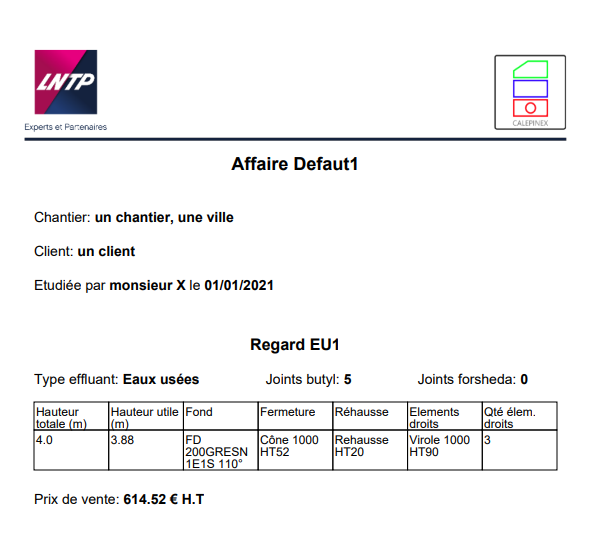 LNTP
Experts et Partenaires
CALEPINEX
Affaire Defaut1
Chantier: un chantier, une ville
Client: un client
Etudiée par monsieur X le 01/01/2021
Regard EU1
Type effluant: Eaux usées Joints butyl: 5 Joints forsheda: 0
Hauteur totale (m) Hauteur utile (m) Fond Fermeture Réhausse Elements droits Qté élem. droits
4.0 3.88 FD 200GRESN 1E1S 110° Cône 1000 HT52 Rehausse HT20 Virole 1000 HT90 3
Prix de vente: 614.52 € H.T